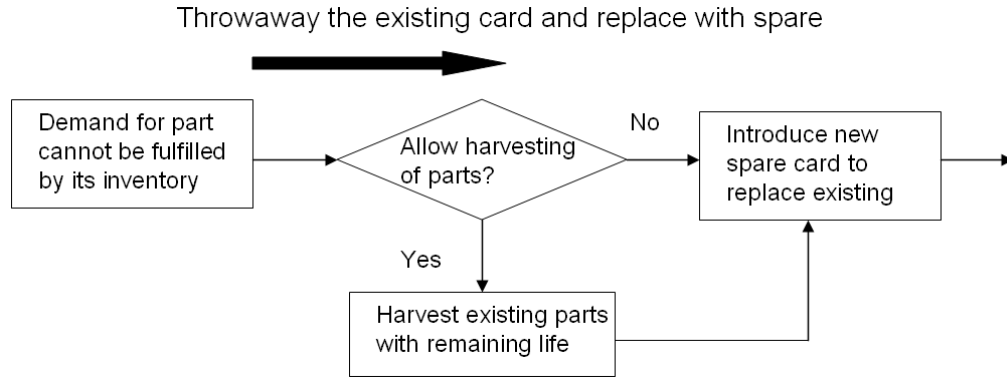 Throwaway the existing card and replace with spare
Demand for part
cannot be fulfilled
by its inventory
Allow harvesting
of parts?
No
Introduce new
spare card to
replace existing
Yes
Harvest existing parts
with remaining life